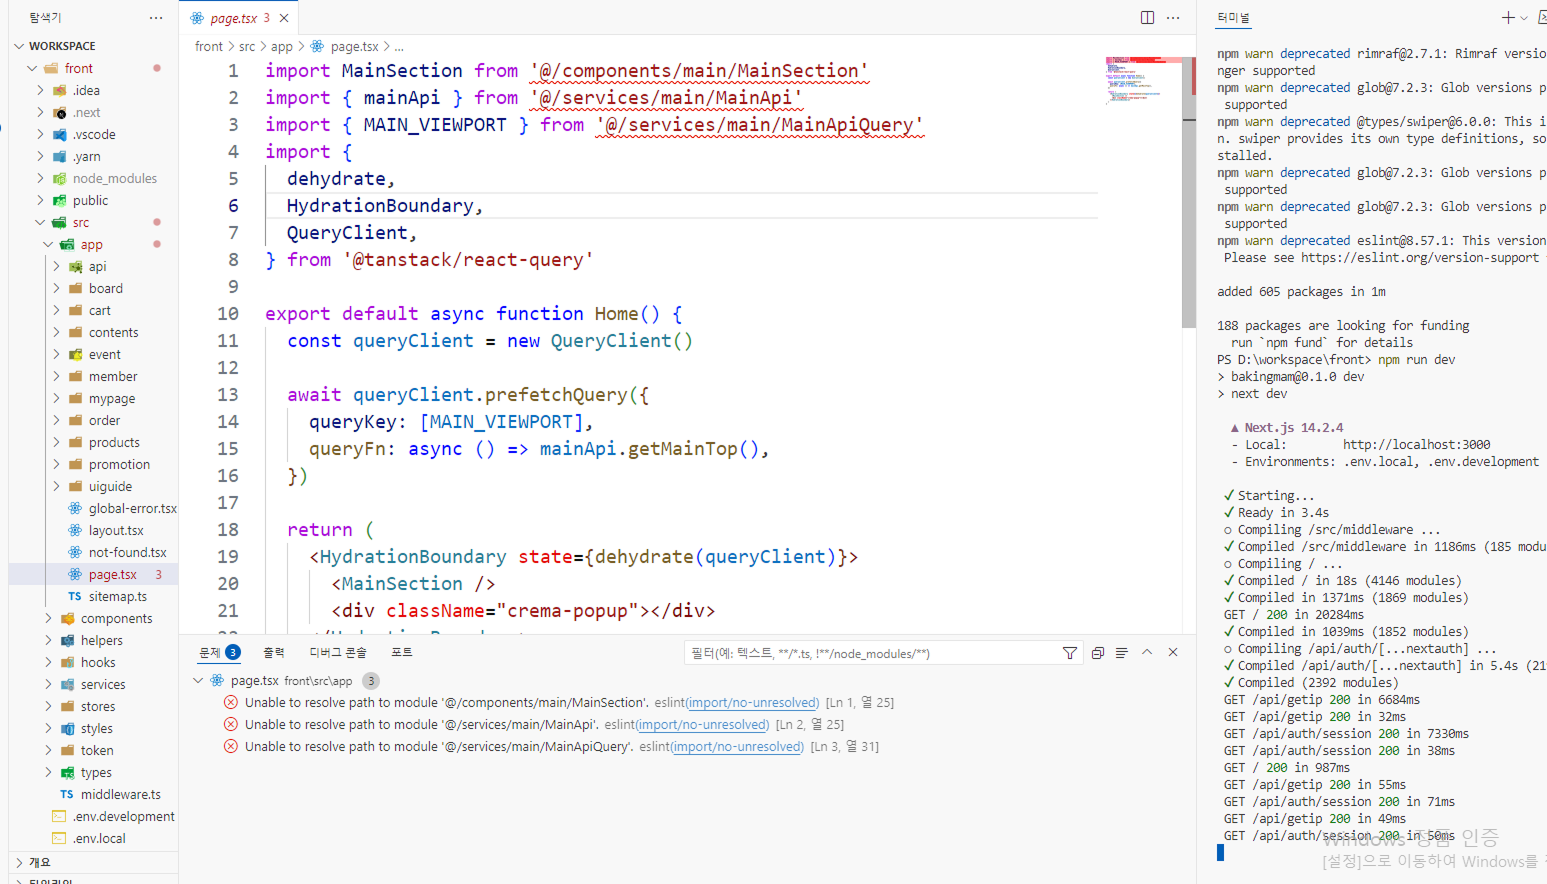 탐색기
WORKSPACE
front
.idea
.next
.vscode
.yarn
node_modules
public
src
app
api
board
cart
contents
event
member
mypage
order
products
promotion
uiguide
global-error.tsx
layout.tsx
not-found.tsx
page.tsx 3
sitemap.ts
components
helpers
hooks
services
stores
styles
token
types
middleware.ts
.env.development
.env.local
개요
타임라인
page.tsx 3
front > src > app > page.tsx > ...
1 import MainSection from '@/components/main/MainSection'
2 import { mainApi } from '@/services/main/MainApi'
3 import { MAIN_VIEWPORT } from '@/services/main/MainApiQuery'
4 import {
5 dehydrate,
6 HydrationBoundary,
7 QueryClient,
8 } from '@tanstack/react-query'
9
10 export default async function Home() {
11 const queryClient = new QueryClient()
12
13 await queryClient.prefetchQuery({
14 queryKey: [MAIN_VIEWPORT],
15 queryFn: async () => mainApi.getMainTop(),
16 })
17
18 return (
19 <HydrationBoundary state={dehydrate(queryClient)}>
20 <MainSection />
21 <div className="crema-popup"></div>
22 </HydrationBoundary>
문제 3 출력 디버그 콘솔 포트
필터(예: 텍스트, **/*.ts, !**/node_modules/**)
page.tsx front\src\app 3
Unable to resolve path to module '@/components/main/MainSection'. eslint(import/no-unresolved) [Ln 1, 열 25]
Unable to resolve path to module '@/services/main/MainApi'. eslint(import/no-unresolved) [Ln 2, 열 25]
Unable to resolve path to module '@/services/main/MainApiQuery'. eslint(import/no-unresolved) [Ln 3, 열 31]
터미널
npm warn deprecated rimraf@2.7.1: Rimraf versio
nger supported
npm warn deprecated glob@7.2.3: Glob versions p
supported
npm warn deprecated @types/swiper@6.0.0: This i
n. swiper provides its own type definitions, so
stalled.
npm warn deprecated glob@7.2.3: Glob versions p
supported
npm warn deprecated glob@7.2.3: Glob versions p
supported
npm warn deprecated eslint@8.57.1: This version
Please see https://eslint.org/version-support
added 605 packages in 1m
188 packages are looking for funding
run `npm fund` for details
PS D:\workspace\front> npm run dev
> bakingmam@0.1.0 dev
> next dev
▲ Next.js 14.2.4
- Local: http://localhost:3000
- Environments: .env.local, .env.development
✓ Starting...
✓ Ready in 3.4s
○ Compiling /src/middleware ...
✓ Compiled /src/middleware in 1186ms (185 modu
○ Compiling / ...
✓ Compiled / in 18s (4146 modules)
✓ Compiled in 1371ms (1869 modules)
GET / 200 in 20284ms
✓ Compiled in 1039ms (1852 modules)
○ Compiling /api/auth/[...nextauth] ...
✓ Compiled /api/auth/[...nextauth] in 5.4s (219
✓ Compiled (2392 modules)
GET /api/getip 200 in 6684ms
GET /api/getip 200 in 32ms
GET /api/auth/session 200 in 7330ms
GET /api/auth/session 200 in 38ms
GET / 200 in 987ms
GET /api/getip 200 in 55ms
GET /api/auth/session 200 in 71ms
GET /api/getip 200 in 49ms
GET /api/auth/session 200 in 50ms
Windows 정품 인증
[설정]으로 이동하여 Windows를